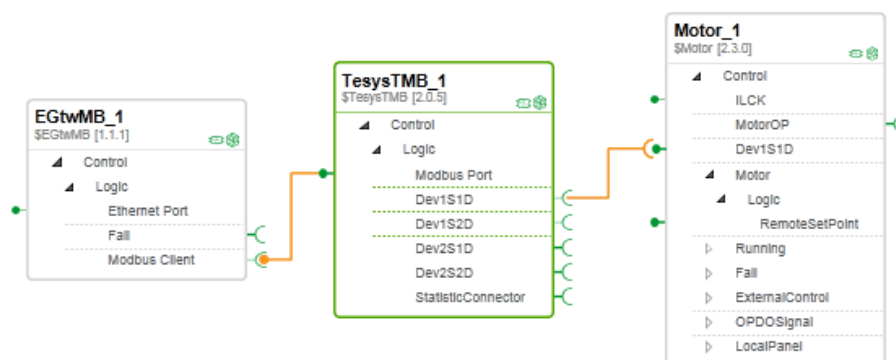 EGtwMB_1
$EGtwMB [1.1.1]
Control
Logic
Ethernet Port
Fail
Modbus Client
TesysTMB_1
$TesysTMB [2.0.5]
Control
Logic
Modbus Port
Dev1S1D
Dev1S2D
Dev2S1D
Dev2S2D
StatisticConnector
Motor_1
$Motor [2.3.0]
Control
ILCK
MotorOP
Dev1S1D
Motor
Logic
RemoteSetPoint
Running
Fail
ExternalControl
OPDOSignal
LocalPanel